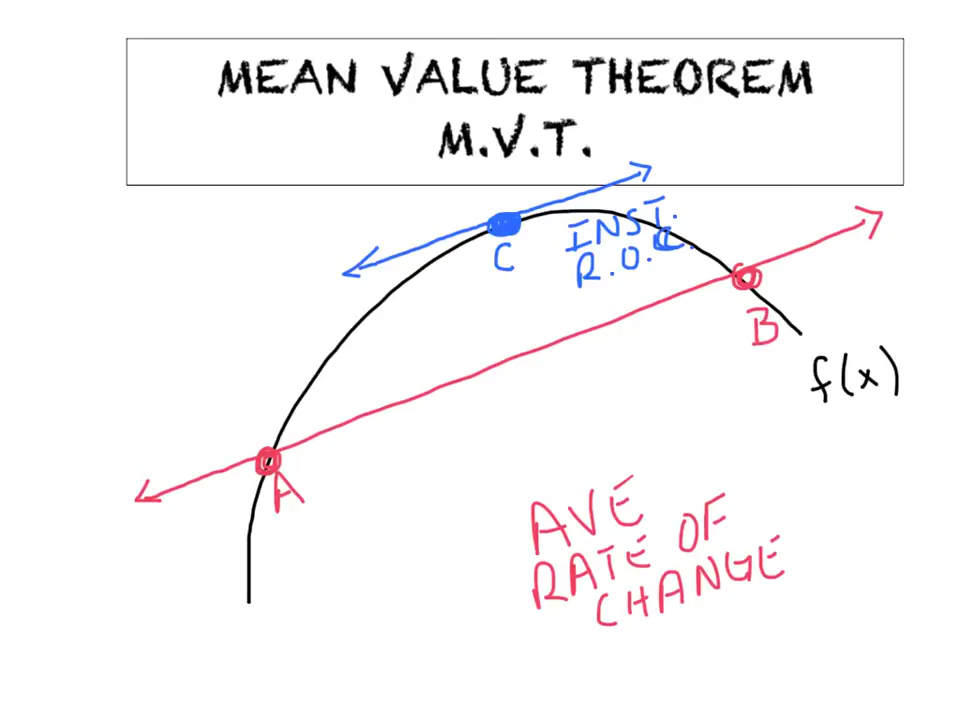 MEAN VALUE THEOREM
M.V.T.
INST.
R.O.C.
C
B
f(x)
A
AVE
RATE OF
CHANGE